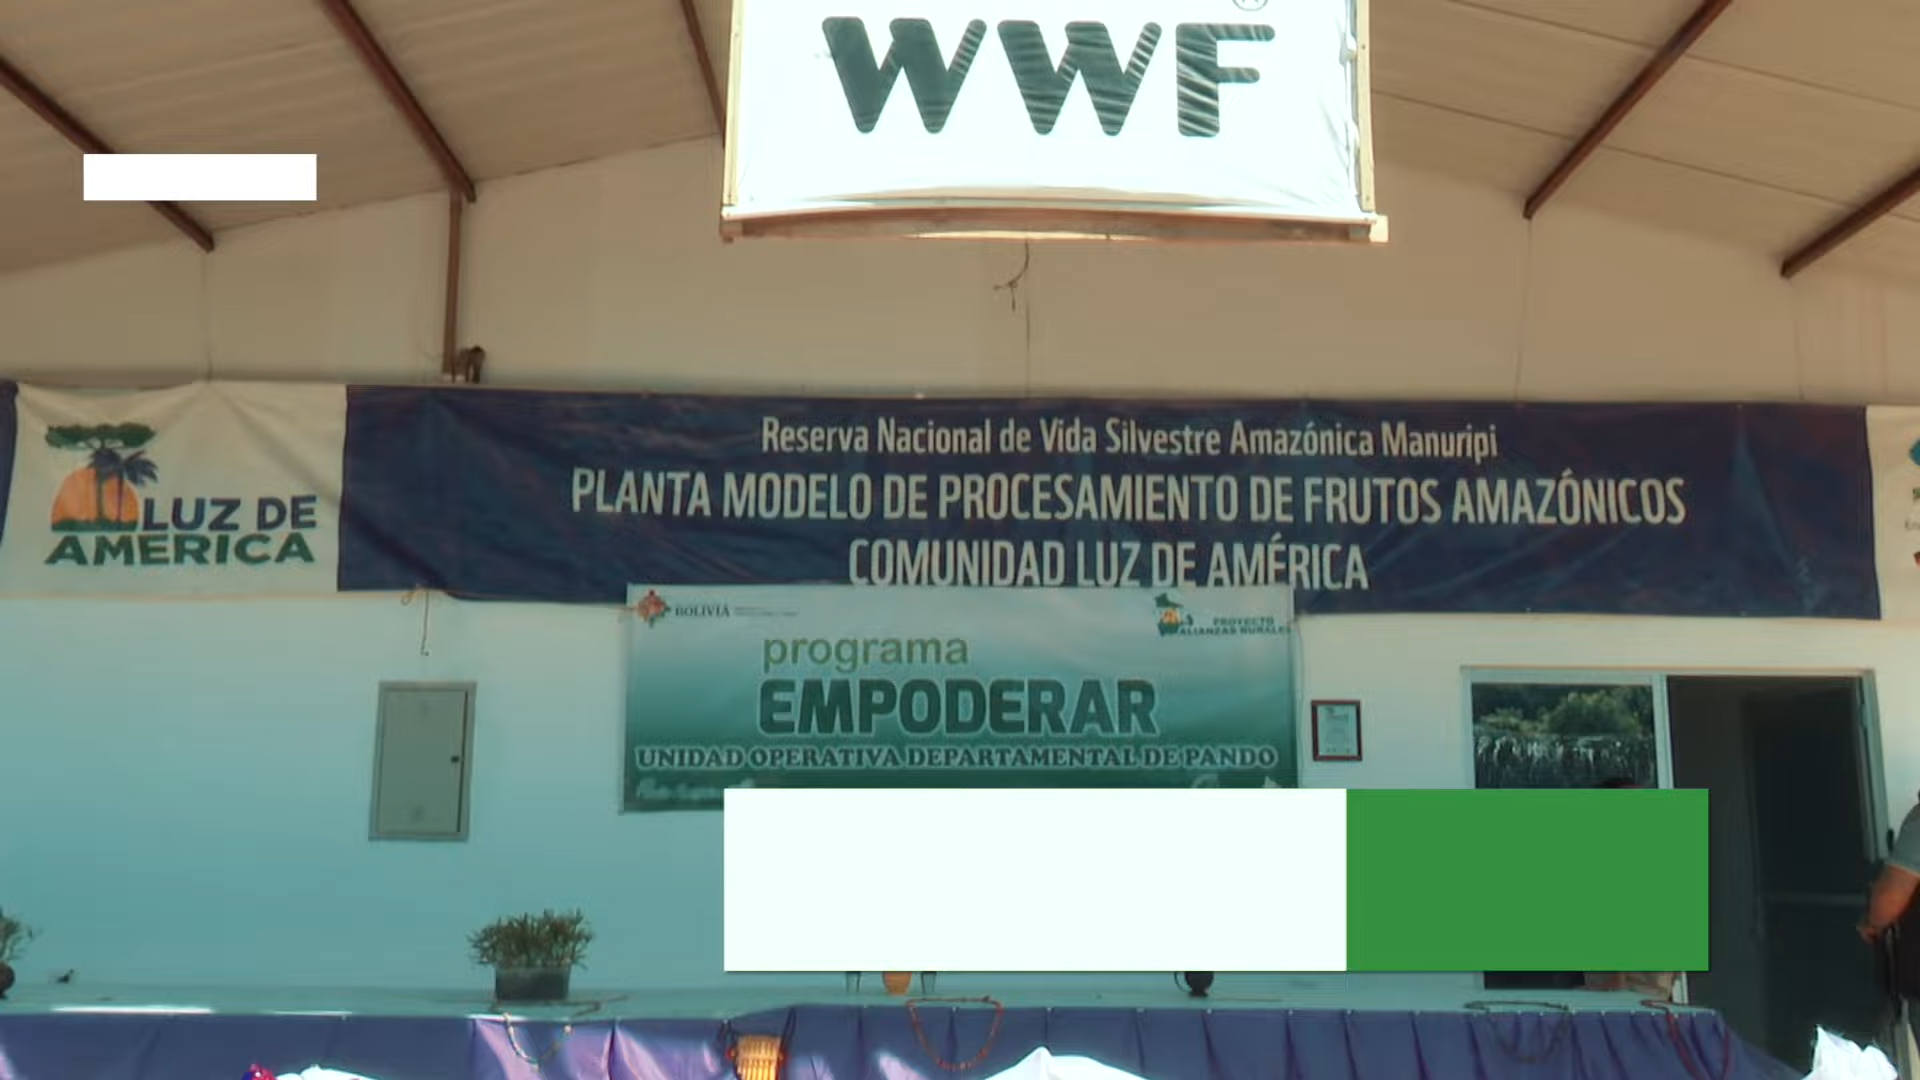 WWF
Reserva Nacional de Vida Silvestre Amazónica Manuripi
PLANTA MODELO DE PROCESAMIENTO DE FRUTOS AMAZÓNICOS
COMUNIDAD LUZ DE AMÉRICA
LUZ DE
AMERICA
BOLIVIA
PROYECTO
ALIANZAS RURALES
programa
EMPODERAR
UNIDAD OPERATIVA DEPARTAMENTAL DE PANDO